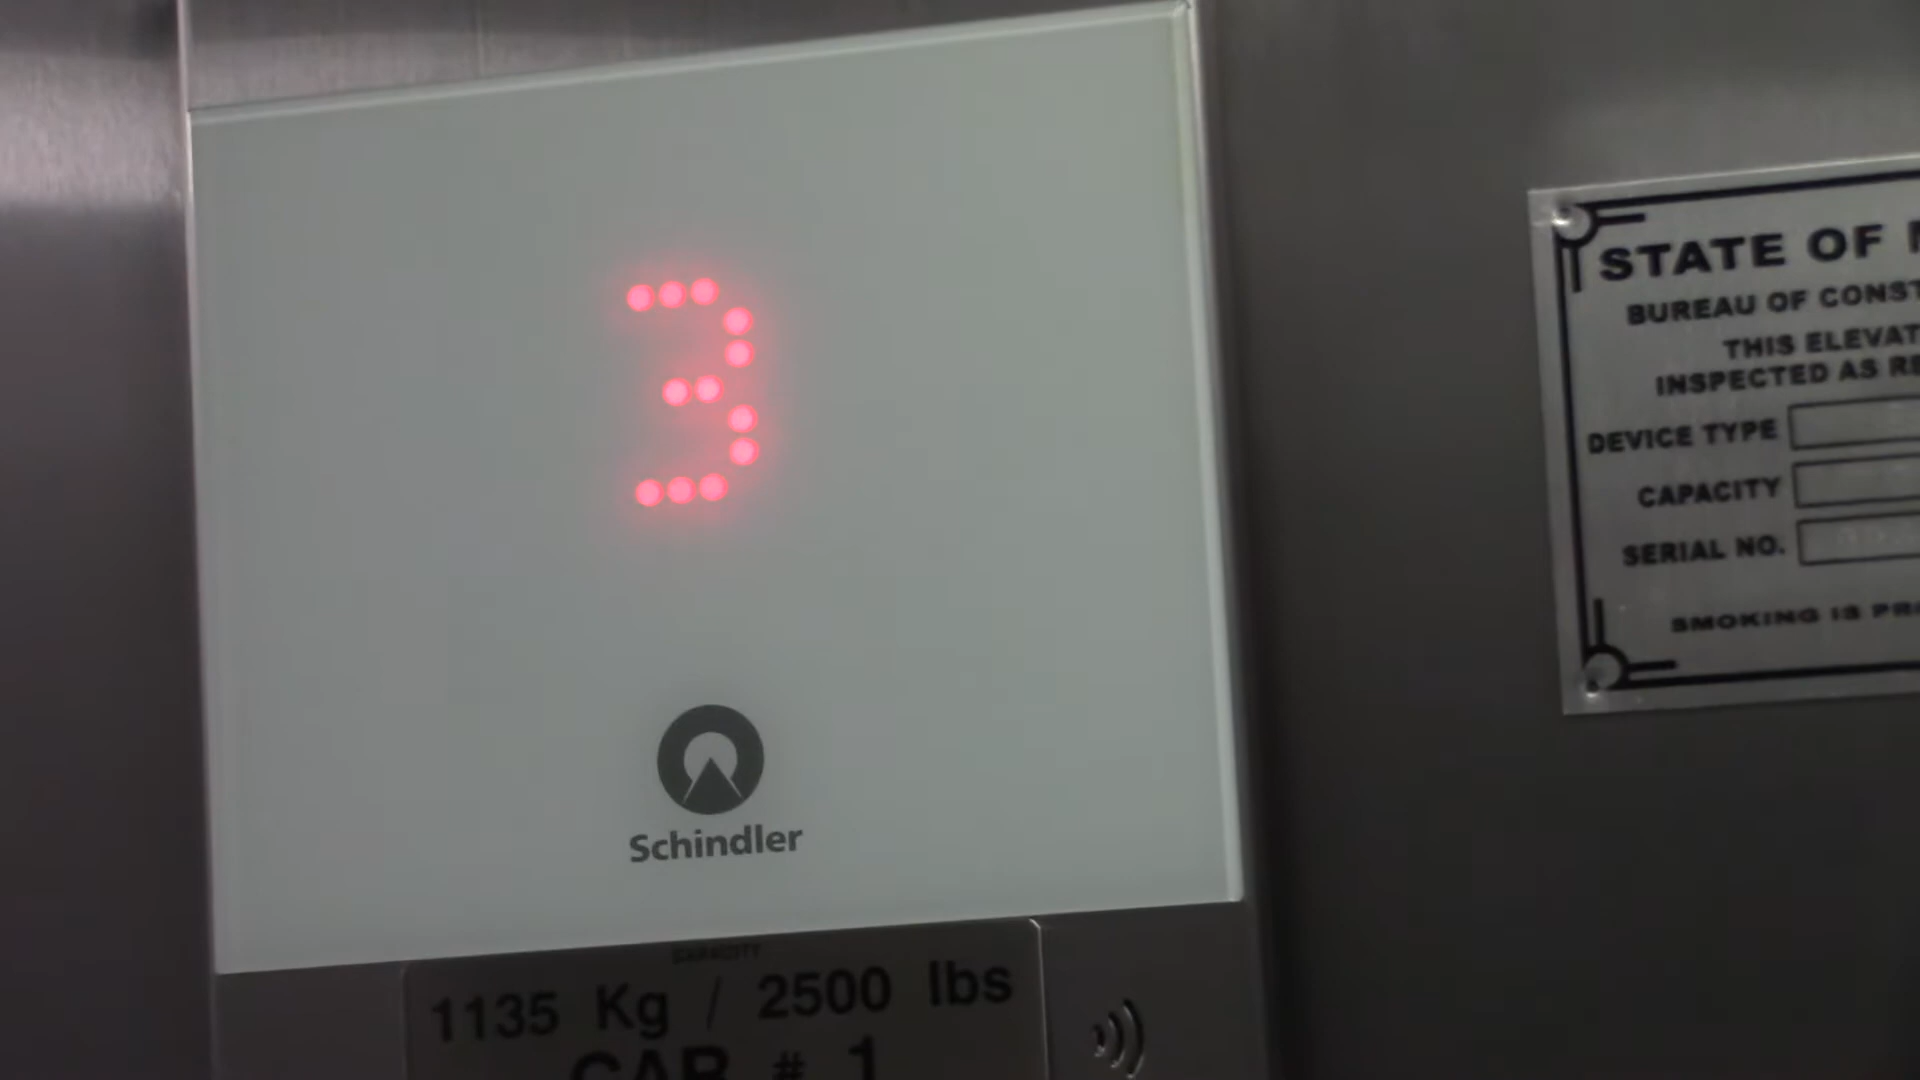 3
Schindler
CAPACITY
1135 Kg / 2500 lbs
CAR # 1
STATE OF
BUREAU OF CONST
THIS ELEVAT
INSPECTED AS RE
DEVICE TYPE
CAPACITY
SERIAL NO.
SMOKING IS PR